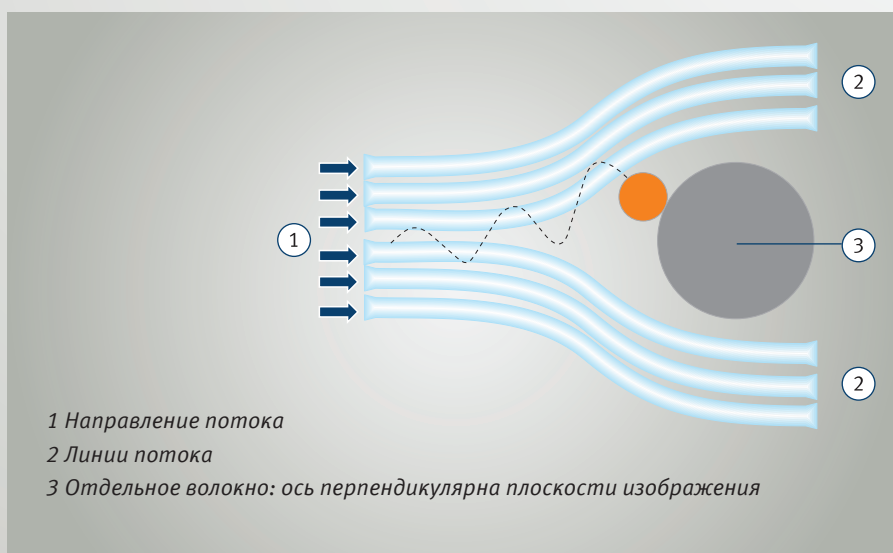 2
1
3
2
1 Направление потока
2 Линии потока
3 Отдельное волокно: ось перпендикулярна плоскости изображения